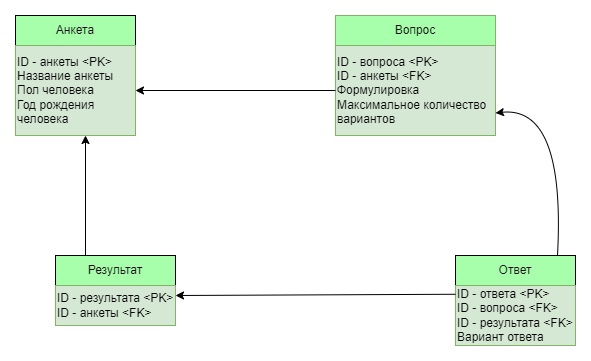 Анкета
ID - анкеты <PK>
Название анкеты
Пол человека
Год рождения
человека
Вопрос
ID - вопроса <PK>
ID - анкеты <FK>
Формулировка
Максимальное количество
вариантов
Результат
ID - результата <PK>
ID - анкеты <FK>
Ответ
ID - ответа <PK>
ID - вопроса <FK>
ID - результата <FK>
Вариант ответа